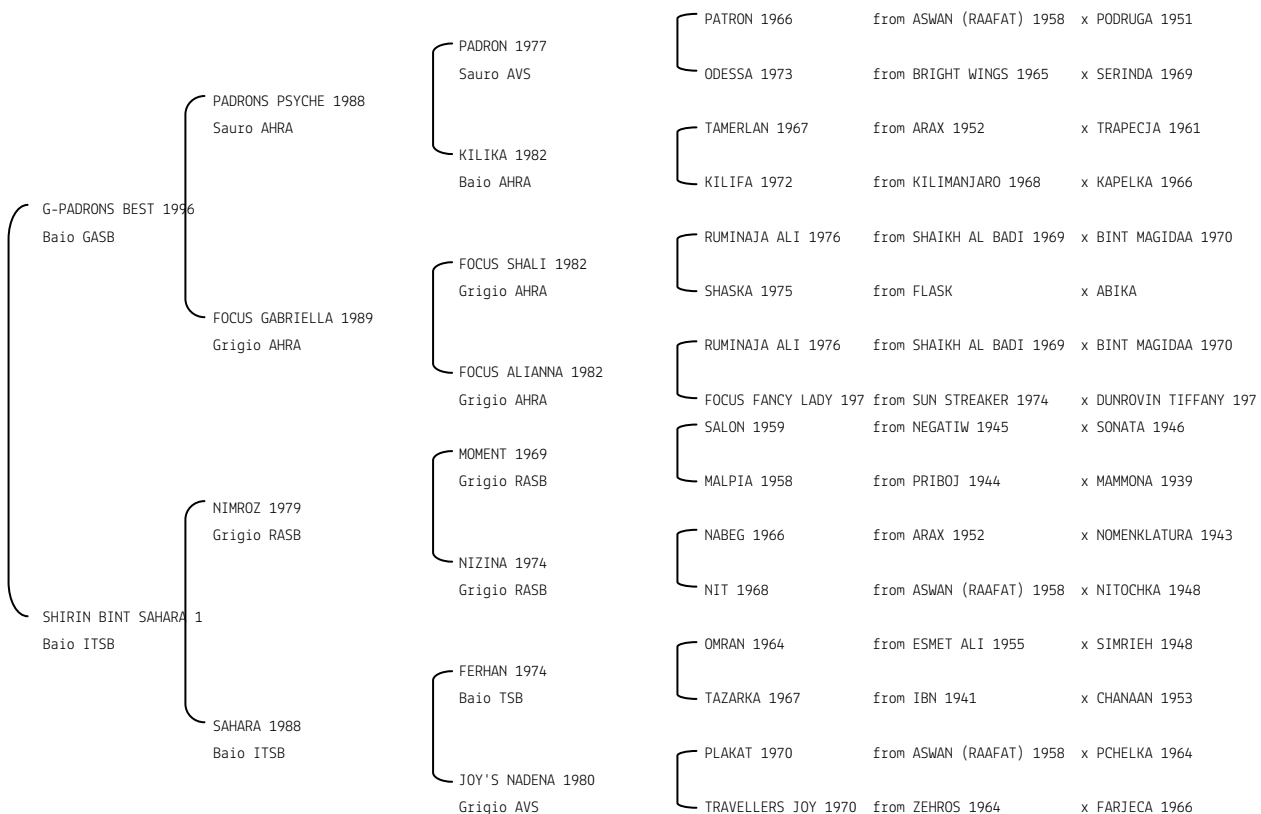 PATRON 1966 from ASWAN (RAAFAT) 1958 x PODRUGA 1951
PADRON 1977
Sauro AVS
ODESSA 1973 from BRIGHT WINGS 1965 x SERINDA 1969
PADRONS PSYCHE 1988
Sauro AHRA
TAMERLAN 1967 from ARAX 1952 x TRAPECJA 1961
KILIKA 1982
Baio AHRA
KILIFA 1972 from KILIMANJARO 1968 x KAPELKA 1966
G-PADRONS BEST 1996
Baio GASB
RUMINAJA ALI 1976 from SHAIKH AL BADI 1969 x BINT MAGIDAA 1970
FOCUS SHALI 1982
Grigio AHRA
SHASKA 1975 from FLASK x ABIKA
FOCUS GABRIELLA 1989
Grigio AHRA
RUMINAJA ALI 1976 from SHAIKH AL BADI 1969 x BINT MAGIDAA 1970
FOCUS ALIANNA 1982
Grigio AHRA
FOCUS FANCY LADY 197 from SUN STREAKER 1974 x DUNROVIN TIFFANY 197
SALON 1959 from NEGATIW 1945 x SONATA 1946
MOMENT 1969
Grigio RASB
MALPIA 1958 from PRIBOJ 1944 x MAMMONA 1939
NIMROZ 1979
Grigio RASB
NABEG 1966 from ARAX 1952 x NOMENKLATURA 1943
NIZINA 1974
Grigio RASB
NIT 1968 from ASWAN (RAAFAT) 1958 x NITOCHKA 1948
SHIRIN BINT SAHARA 1
Baio ITSB
OMRAN 1964 from ESMET ALI 1955 x SIMRIEH 1948
FERHAN 1974
Baio TSB
TAZARKA 1967 from IBN 1941 x CHANAAN 1953
SAHARA 1988
Baio ITSB
PLAKAT 1970 from ASWAN (RAAFAT) 1958 x PCHELKA 1964
JOY'S NADENA 1980
Grigio AVS
TRAVELLERS JOY 1970 from ZEHROS 1964 x FARJECA 1966